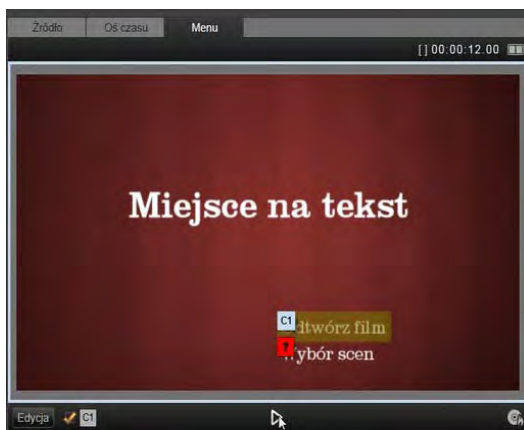 Źródło Oś czasu Menu
[ ] 00:00:12.00
Miejsce na tekst
C1 dtwórz film
? ybór scen
Edycja C1